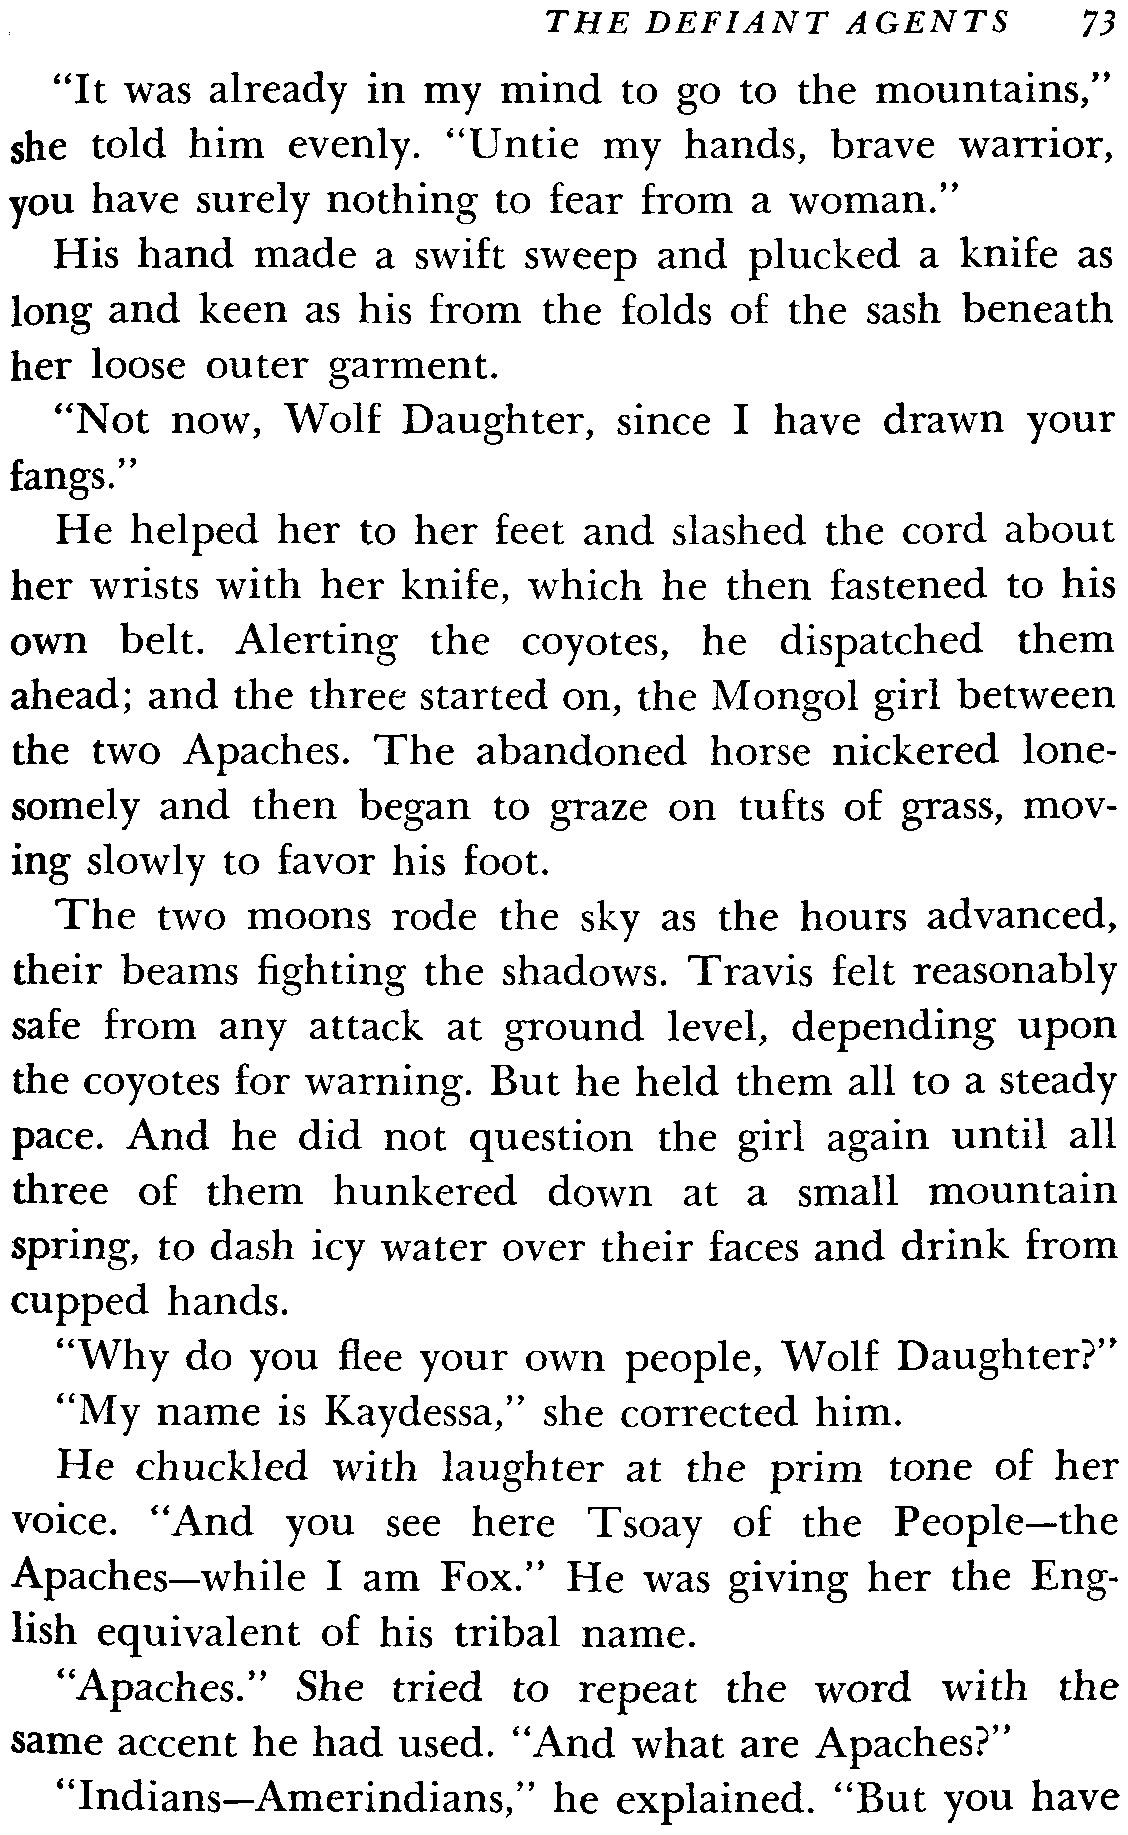 THE DEFIANT AGENTS 73
"It was already in my mind to go to the mountains,"
she told him evenly. "Untie my hands, brave warrior,
you have surely nothing to fear from a woman."
His hand made a swift sweep and plucked a knife as
long and keen as his from the folds of the sash beneath
her loose outer garment.
"Not now, Wolf Daughter, since I have drawn your
fangs."
He helped her to her feet and slashed the cord about
her wrists with her knife, which he then fastened to his
own belt. Alerting the coyotes, he dispatched them
ahead; and the three started on, the Mongol girl between
the two Apaches. The abandoned horse nickered lone-
somely and then began to graze on tufts of grass, mov-
ing slowly to favor his foot.
The two moons rode the sky as the hours advanced,
their beams fighting the shadows. Travis felt reasonably
safe from any attack at ground level, depending upon
the coyotes for warning. But he held them all to a steady
pace. And he did not question the girl again until all
three of them hunkered down at a small mountain
spring, to dash icy water over their faces and drink from
cupped hands.
"Why do you flee your own people, Wolf Daughter?"
"My name is Kaydessa," she corrected him.
He chuckled with laughter at the prim tone of her
voice. "And you see here Tsoay of the People—the
Apaches—while I am Fox." He was giving her the Eng-
lish equivalent of his tribal name.
"Apaches." She tried to repeat the word with the
same accent he had used. "And what are Apaches?"
"Indians—Amerindians," he explained. "But you have